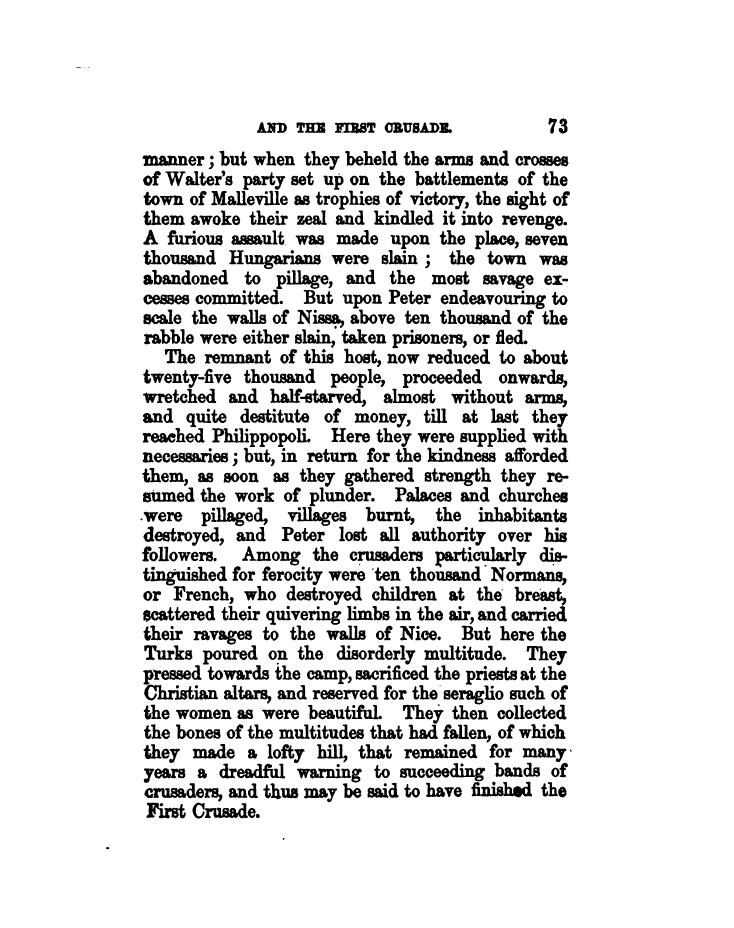 AND THE FIRST CRUSADE. 73
manner; but when they beheld the arms and crosses
of Walter's party set up on the battlements of the
town of Malleville as trophies of victory, the sight of
them awoke their zeal and kindled it into revenge.
A furious assault was made upon the place, seven
thousand Hungarians were slain; the town was
abandoned to pillage, and the most savage ex-
cesses committed. But upon Peter endeavouring to
scale the walls of Nissa, above ten thousand of the
rabble were either slain, taken prisoners, or fled.
The remnant of this host, now reduced to about
twenty-five thousand people, proceeded onwards,
wretched and half-starved, almost without arms,
and quite destitute of money, till at last they
reached Philippopoli. Here they were supplied with
necessaries; but, in return for the kindness afforded
them, as soon as they gathered strength they re-
sumed the work of plunder. Palaces and churches
were pillaged, villages burnt, the inhabitants
destroyed, and Peter lost all authority over his
followers. Among the crusaders particularly dis-
tinguished for ferocity were ten thousand Normans,
or French, who destroyed children at the breast,
scattered their quivering limbs in the air, and carried
their ravages to the walls of Nice. But here the
Turks poured on the disorderly multitude. They
pressed towards the camp, sacrificed the priests at the
Christian altars, and reserved for the seraglio such of
the women as were beautiful. They then collected
the bones of the multitudes that had fallen, of which
they made a lofty hill, that remained for many
years a dreadful warning to succeeding bands of
crusaders, and thus may be said to have finished the
First Crusade.